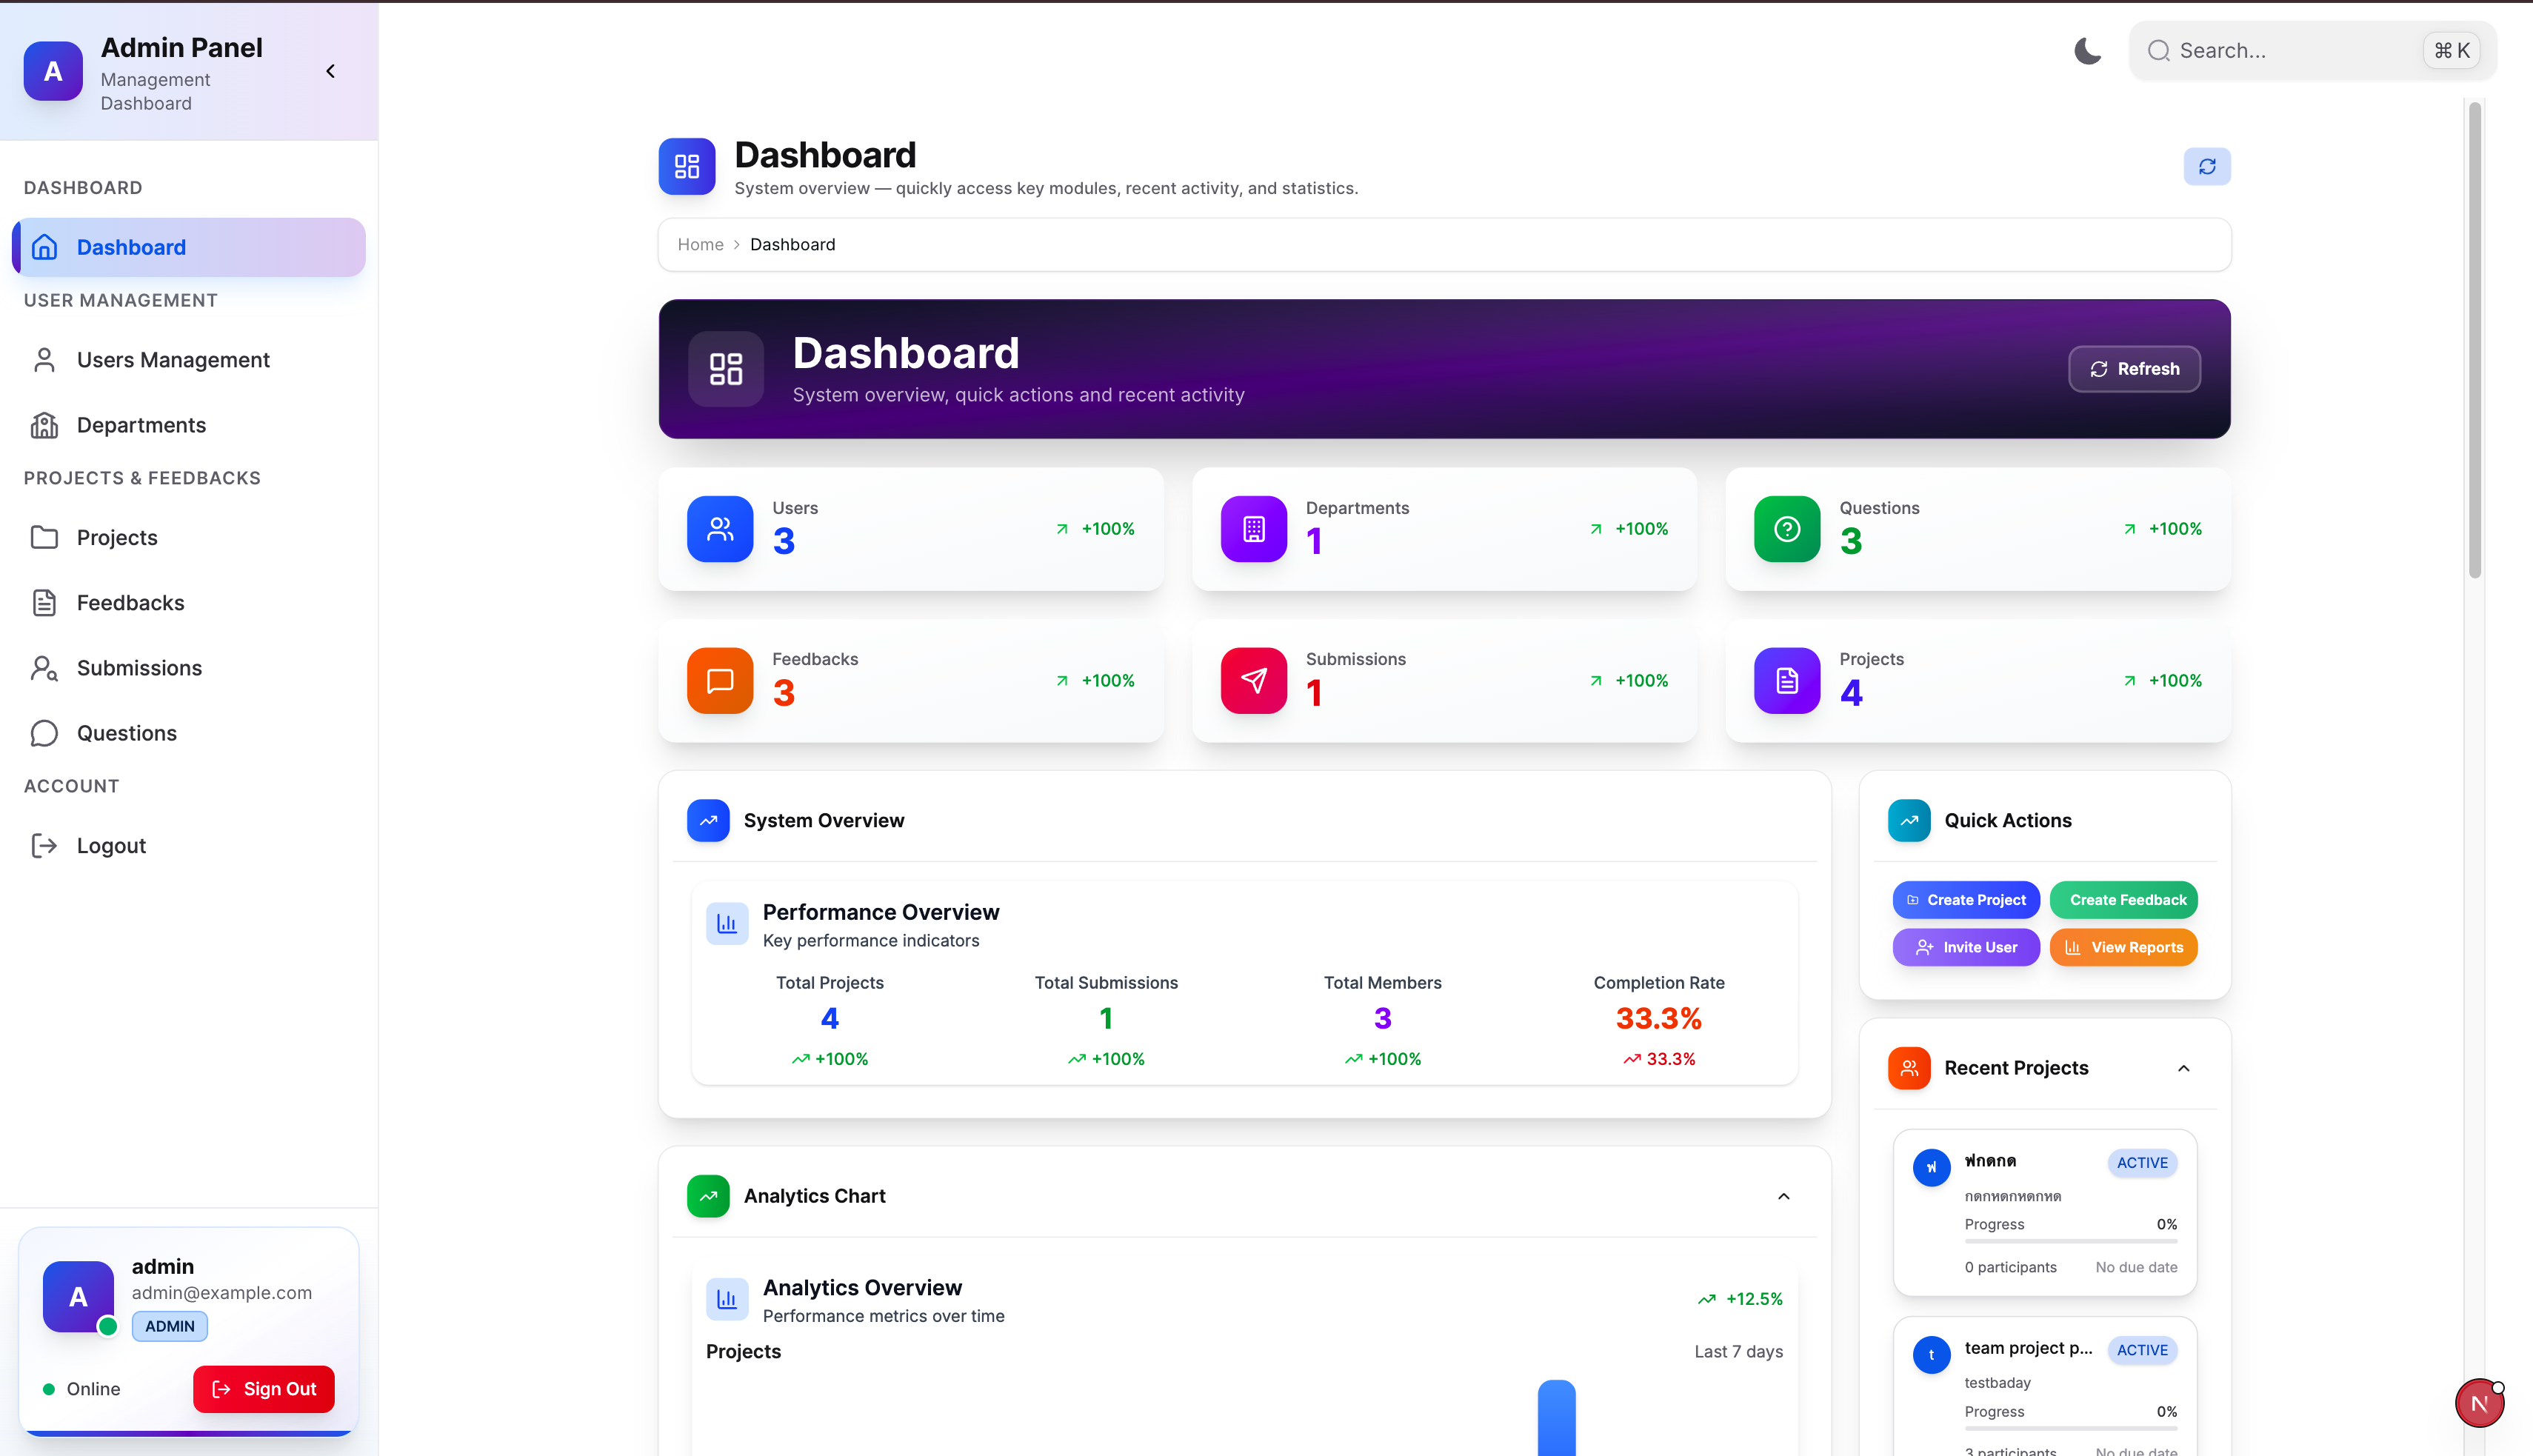 A
Admin Panel
Management
Dashboard
DASHBOARD
Dashboard
USER MANAGEMENT
Users Management
Departments
PROJECTS & FEEDBACKS
Projects
Feedbacks
Submissions
Questions
ACCOUNT
Logout
A
admin
admin@example.com
ADMIN
Online
Sign Out
Search...
⌘ K
Dashboard
System overview — quickly access key modules, recent activity, and statistics.
Home > Dashboard
Dashboard
System overview, quick actions and recent activity
Refresh
Users
3
+100%
Departments
1
+100%
Questions
3
+100%
Feedbacks
3
+100%
Submissions
1
+100%
Projects
4
+100%
System Overview
Performance Overview
Key performance indicators
Total Projects
4
+100%
Total Submissions
1
+100%
Total Members
3
+100%
Completion Rate
33.3%
33.3%
Analytics Chart
Analytics Overview
Performance metrics over time
+12.5%
Projects
Last 7 days
Quick Actions
Create Project
Create Feedback
Invite User
View Reports
Recent Projects
ฟ
ฟกดกด
ACTIVE
กดกหดกหดกหด
Progress
0%
0 participants
No due date
t
team project p...
ACTIVE
testbaday
Progress
0%
3 participants
No due date
N